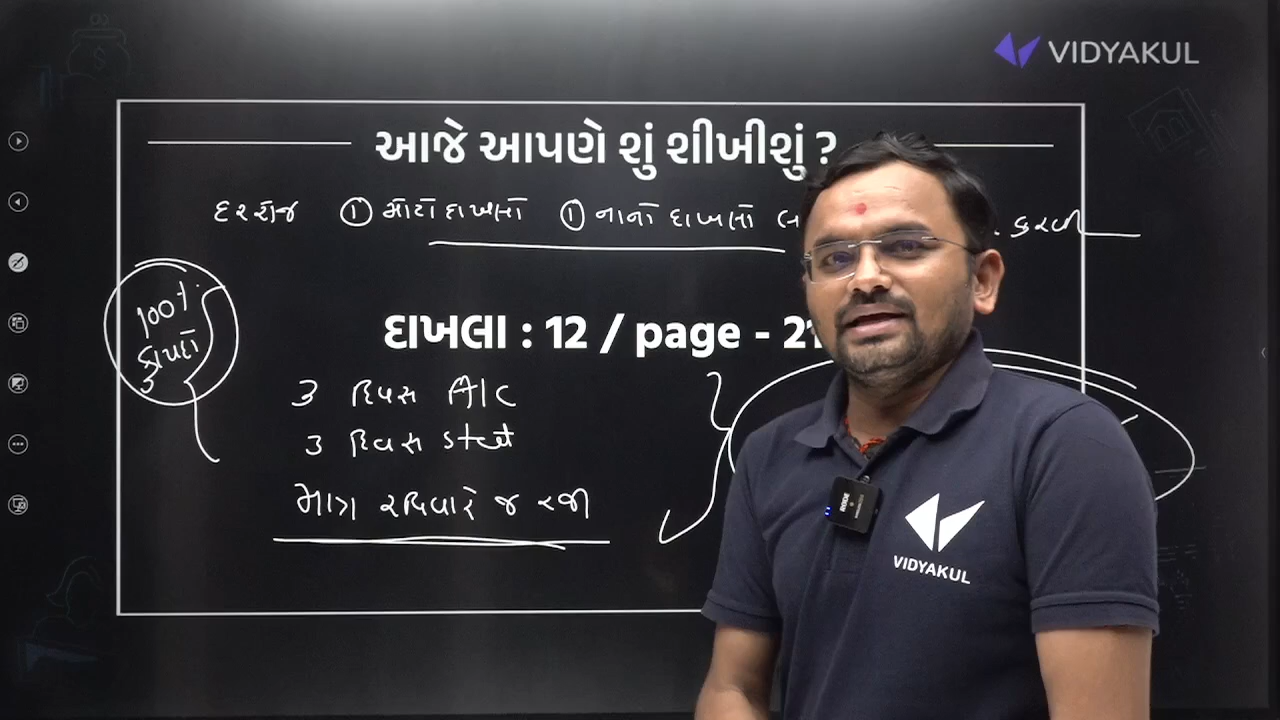 VIDYAKUL
આજે આપણે શું શીખીશું ?
દરરોજ ① મોટો દાખલો ① નાનો દાખલો
કરવી
100%
ફાયદો
દાખલા : 12 / page - 21
3 દિવસ A/C
3 દિવસ Stat
માત્ર રવિવારે જ રજા
VIDYAKUL